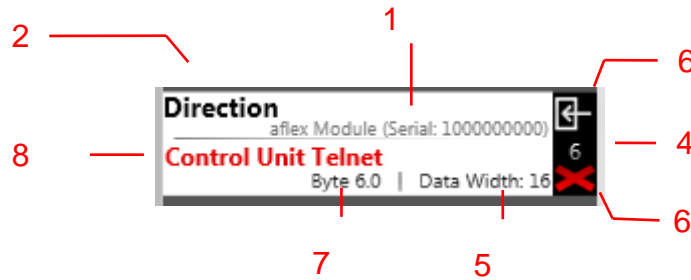 1
2
6
Direction
aflex Module (Serial: 1000000000)
4
8
Control Unit Telnet
6
Byte 6.0 | Data Width: 16
6
7
5